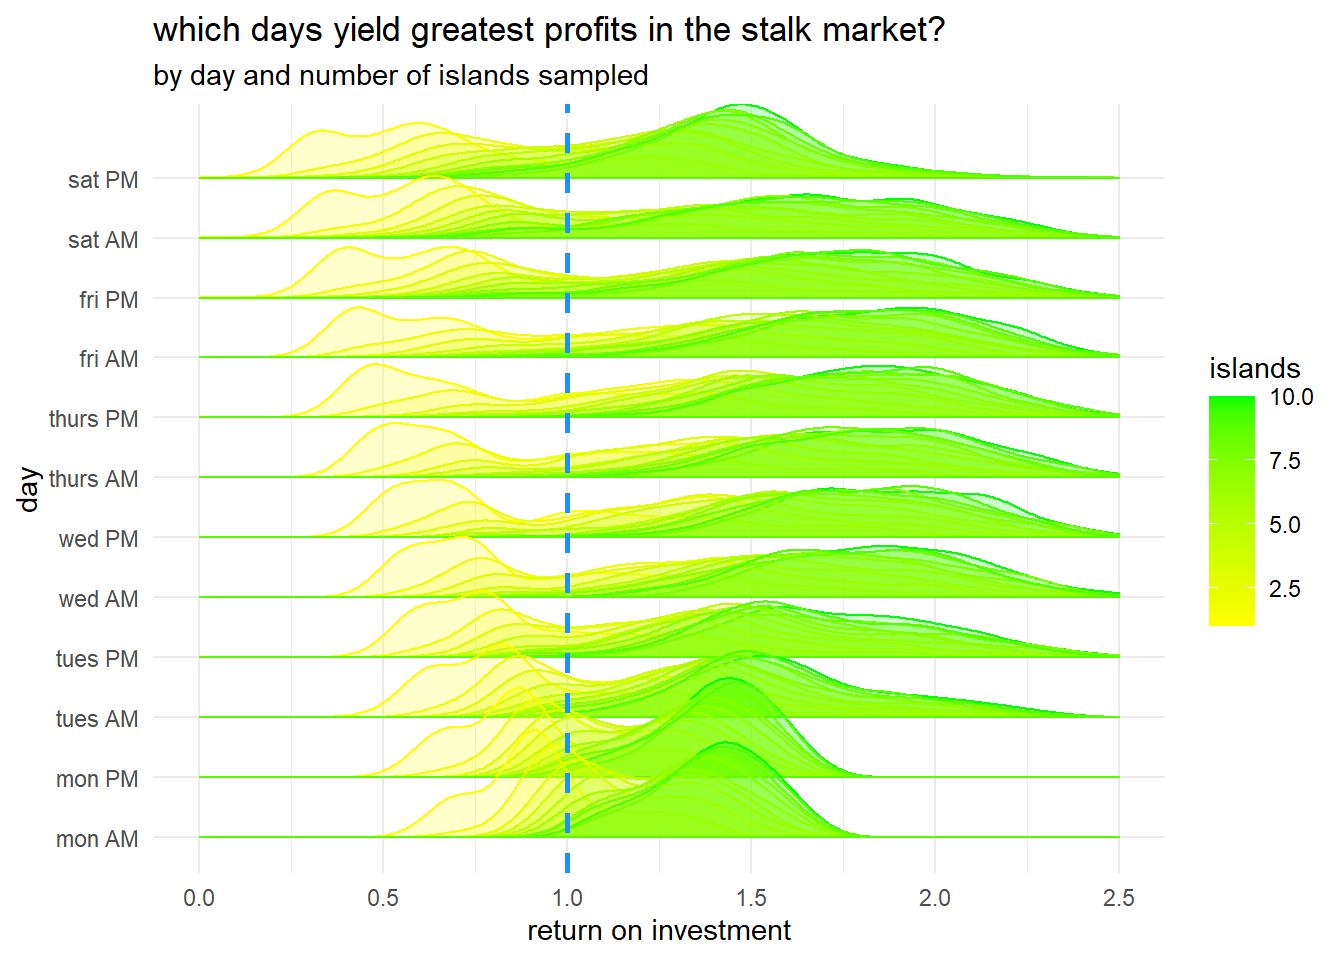 which days yield greatest profits in the stalk market?
by day and number of islands sampled
sat PM
sat AM
fri PM
fri AM
thurs PM
thurs AM
wed PM
wed AM
tues PM
tues AM
mon PM
mon AM
day
0.0 0.5 1.0 1.5 2.0 2.5
return on investment
islands
10.0
7.5
5.0
2.5